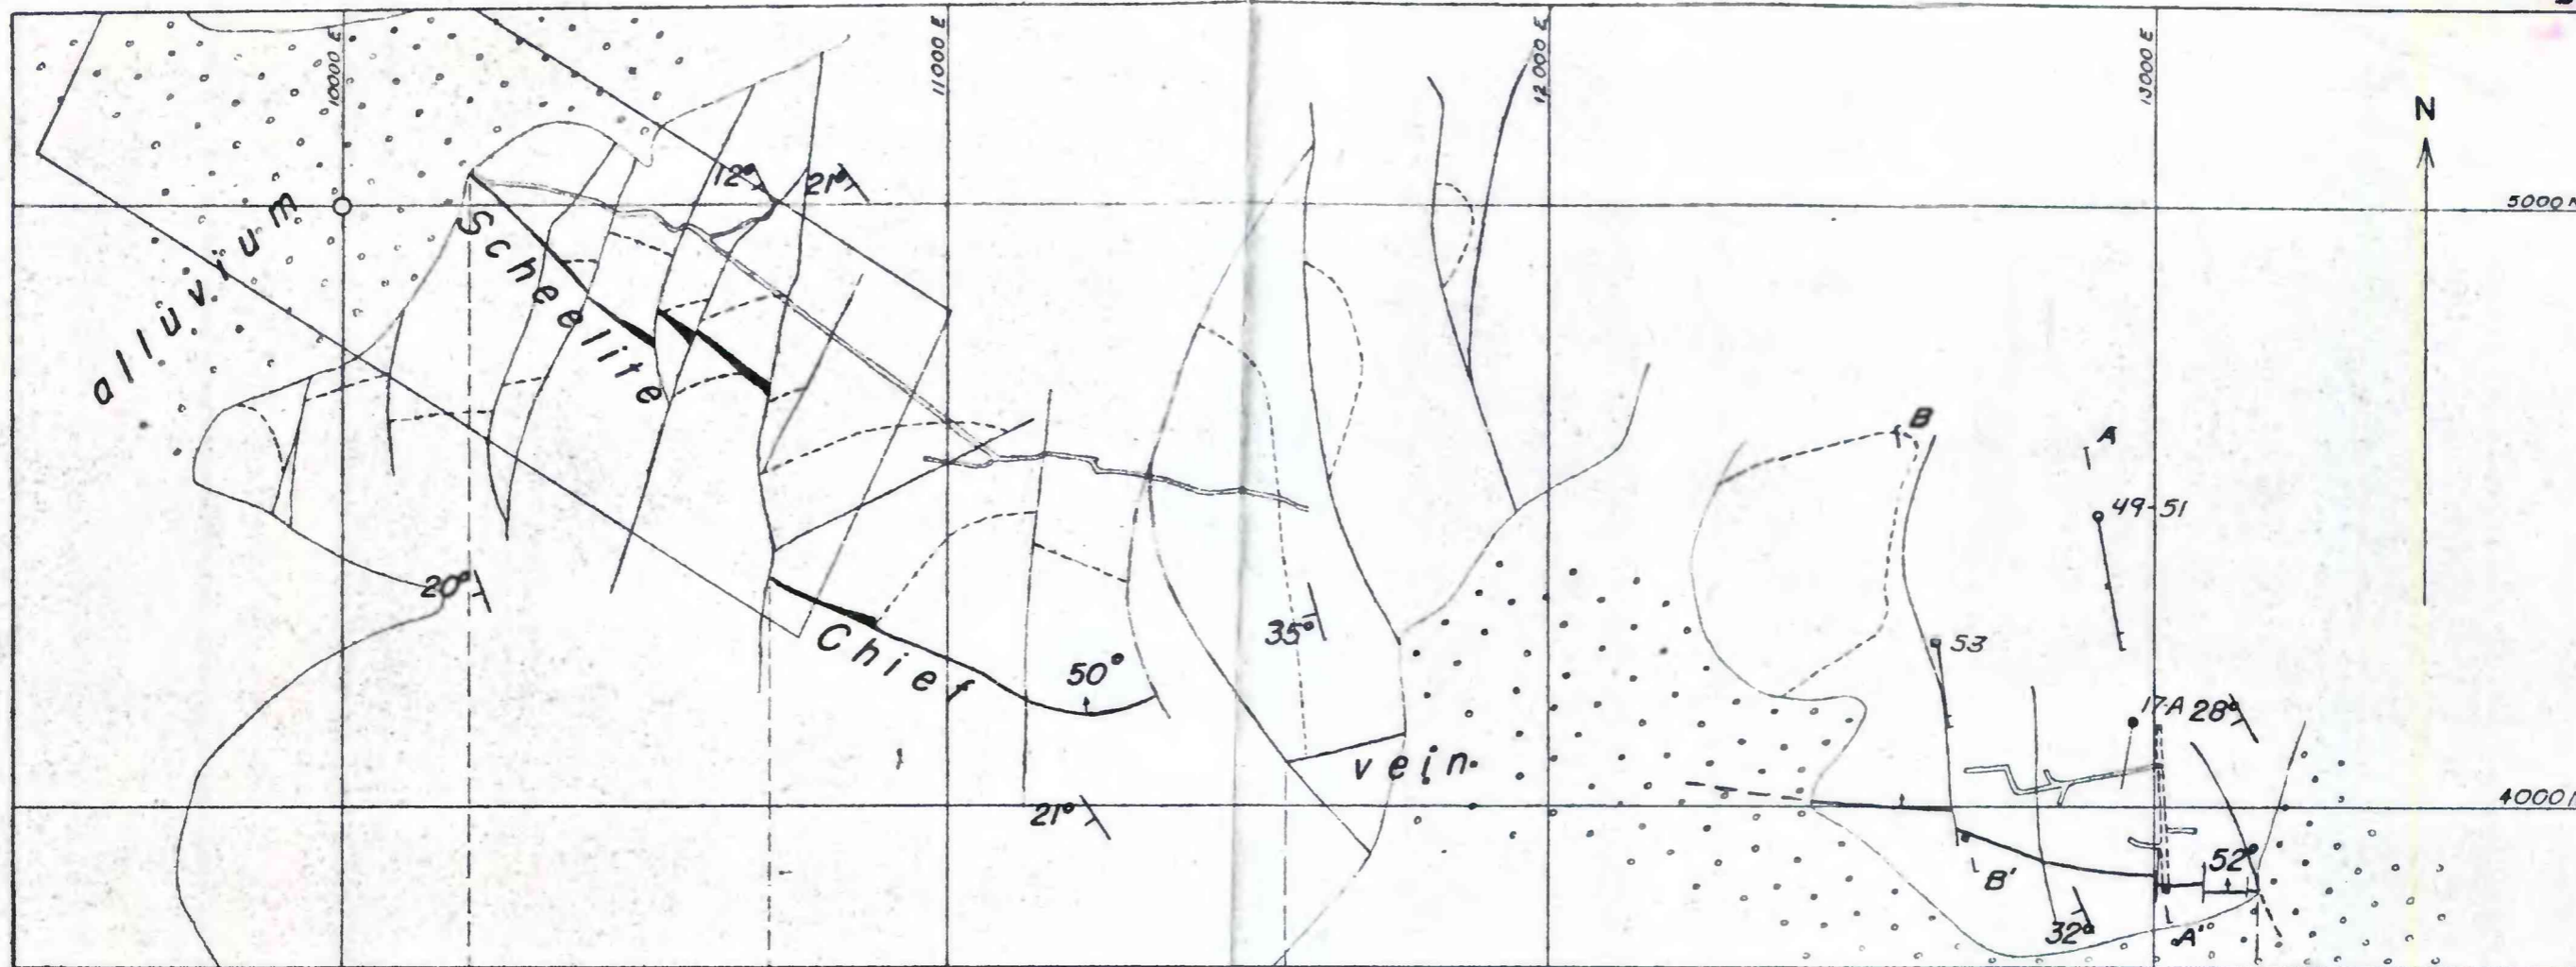 10000 E
11000 E
12000 E
13000 E
N
5000 N
12°
21°
alluvium
Scheelite
B
A
49-51
20°
35°
53
Chief
50°
17-A
28°
vein
21°
4000 N
B'
52°
32°
A'